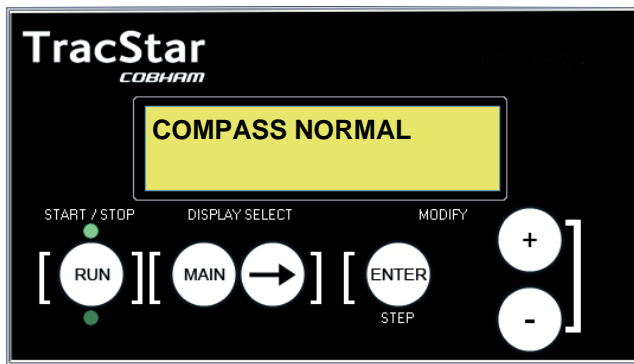 TracStar
COBHAM
COMPASS NORMAL
START / STOP DISPLAY SELECT MODIFY
RUN MAIN ENTER +
STEP -